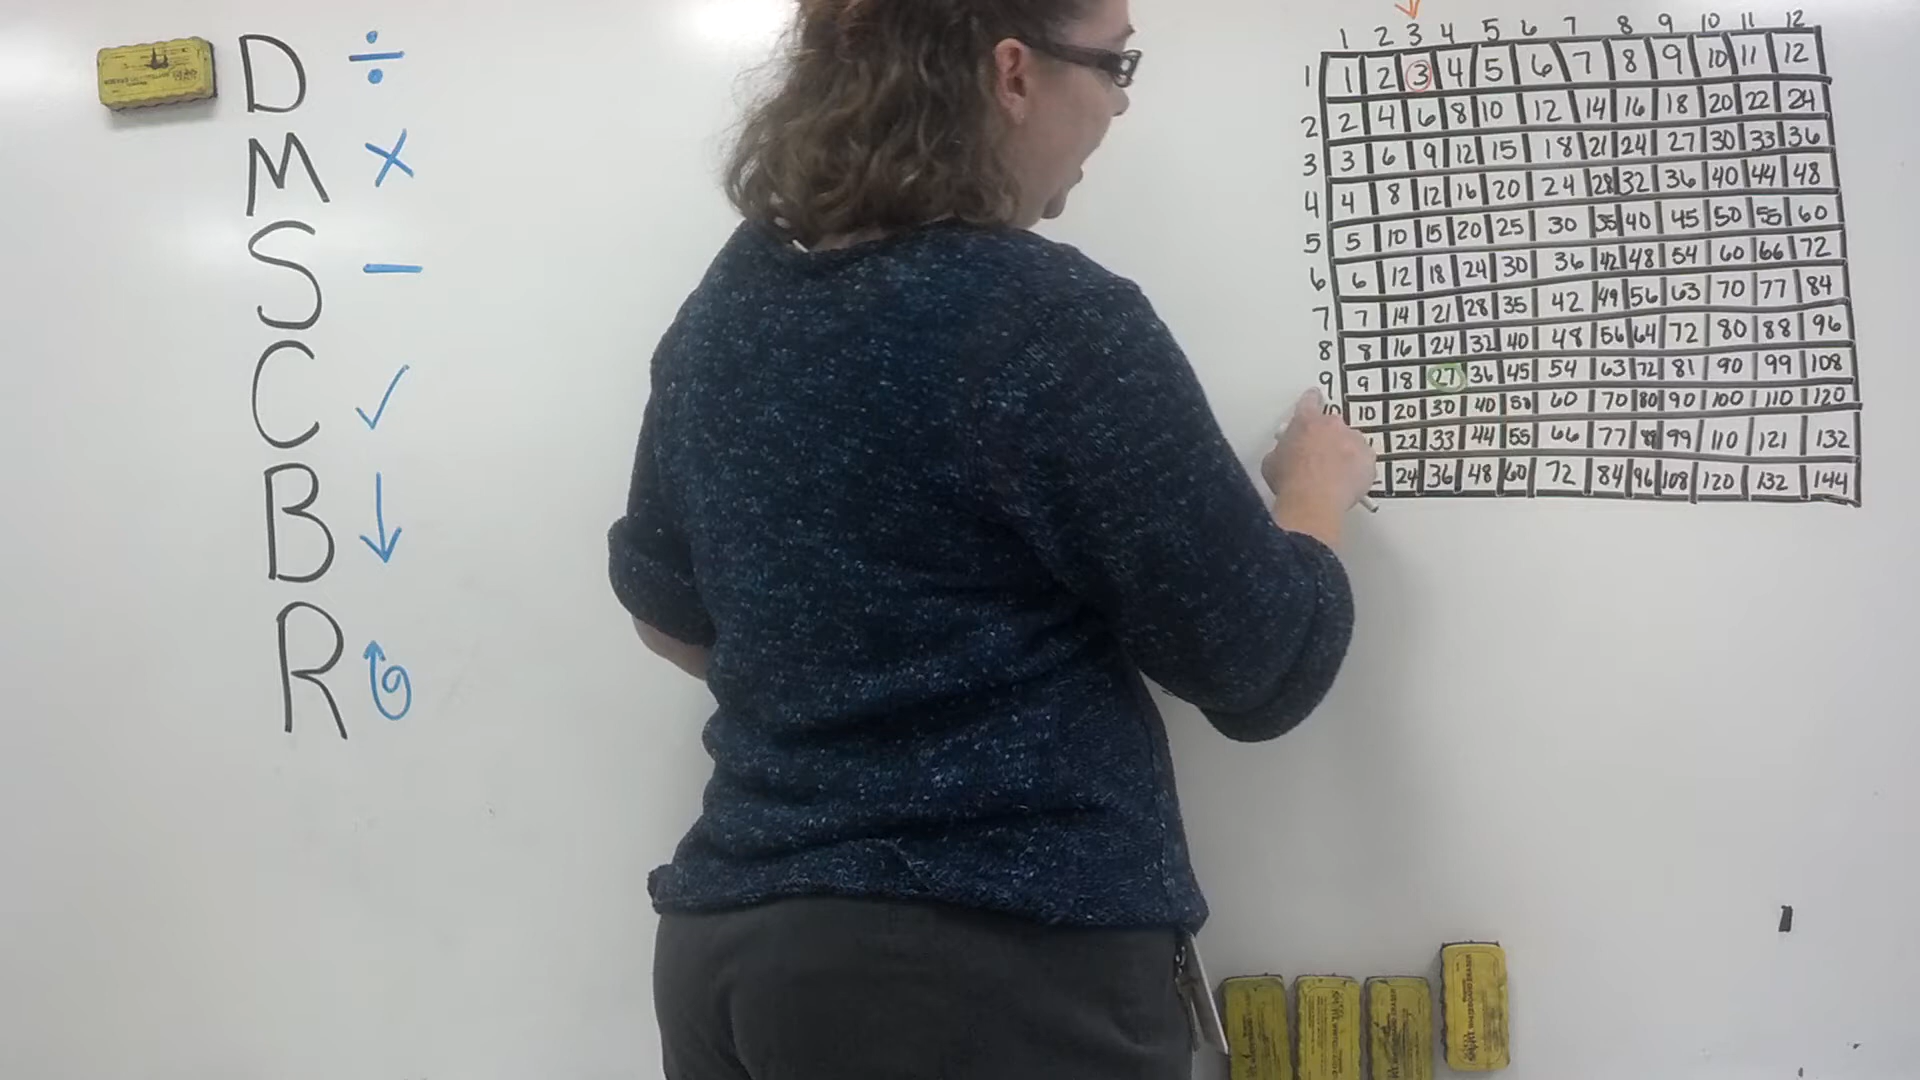 D ÷
M ×
S −
C ✓
B ↓
R
1 2 3 4 5 6 7 8 9 10 11 12
1 1 2 3 4 5 6 7 8 9 10 11 12
2 2 4 6 8 10 12 14 16 18 20 22 24
3 3 6 9 12 15 18 21 24 27 30 33 36
4 4 8 12 16 20 24 28 32 36 40 44 48
5 5 10 15 20 25 30 35 40 45 50 55 60
6 6 12 18 24 30 36 42 48 54 60 66 72
7 7 14 21 28 35 42 49 56 63 70 77 84
8 8 16 24 32 40 48 56 64 72 80 88 96
9 9 18 27 36 45 54 63 72 81 90 99 108
10 10 20 30 40 50 60 70 80 90 100 110 120
22 33 44 55 66 77 88 99 110 121 132
24 36 48 60 72 84 96 108 120 132 144